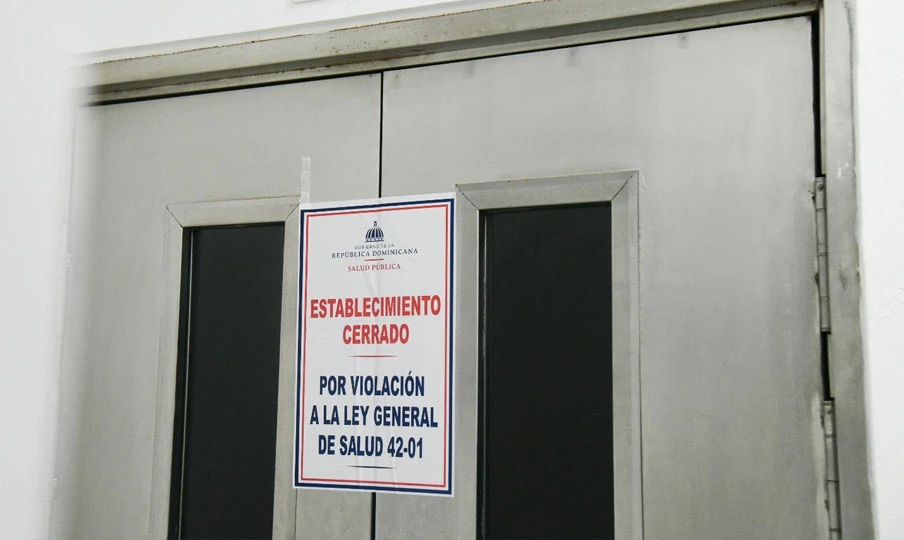 GOBIERNO DE LA
REPÚBLICA DOMINICANA
SALUD PÚBLICA
ESTABLECIMIENTO
CERRADO
POR VIOLACIÓN
A LA LEY GENERAL
DE SALUD 42-01